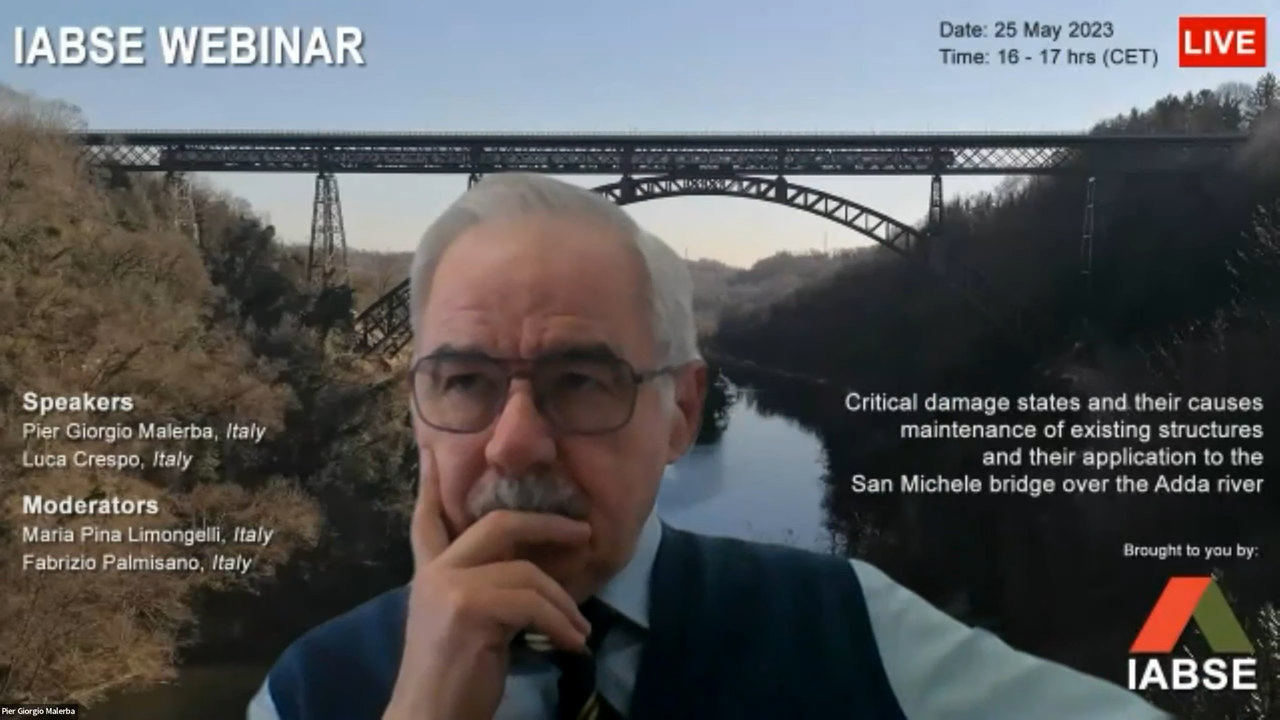 IABSE WEBINAR
Date: 25 May 2023
Time: 16 - 17 hrs (CET)
LIVE
Speakers
Pier Giorgio Malerba, Italy
Luca Crespo, Italy
Moderators
Maria Pina Limongelli, Italy
Fabrizio Palmisano, Italy
Critical damage states and their causes
maintenance of existing structures
and their application to the
San Michele bridge over the Adda river
Brought to you by:
IABSE
Pier Giorgio Malerba